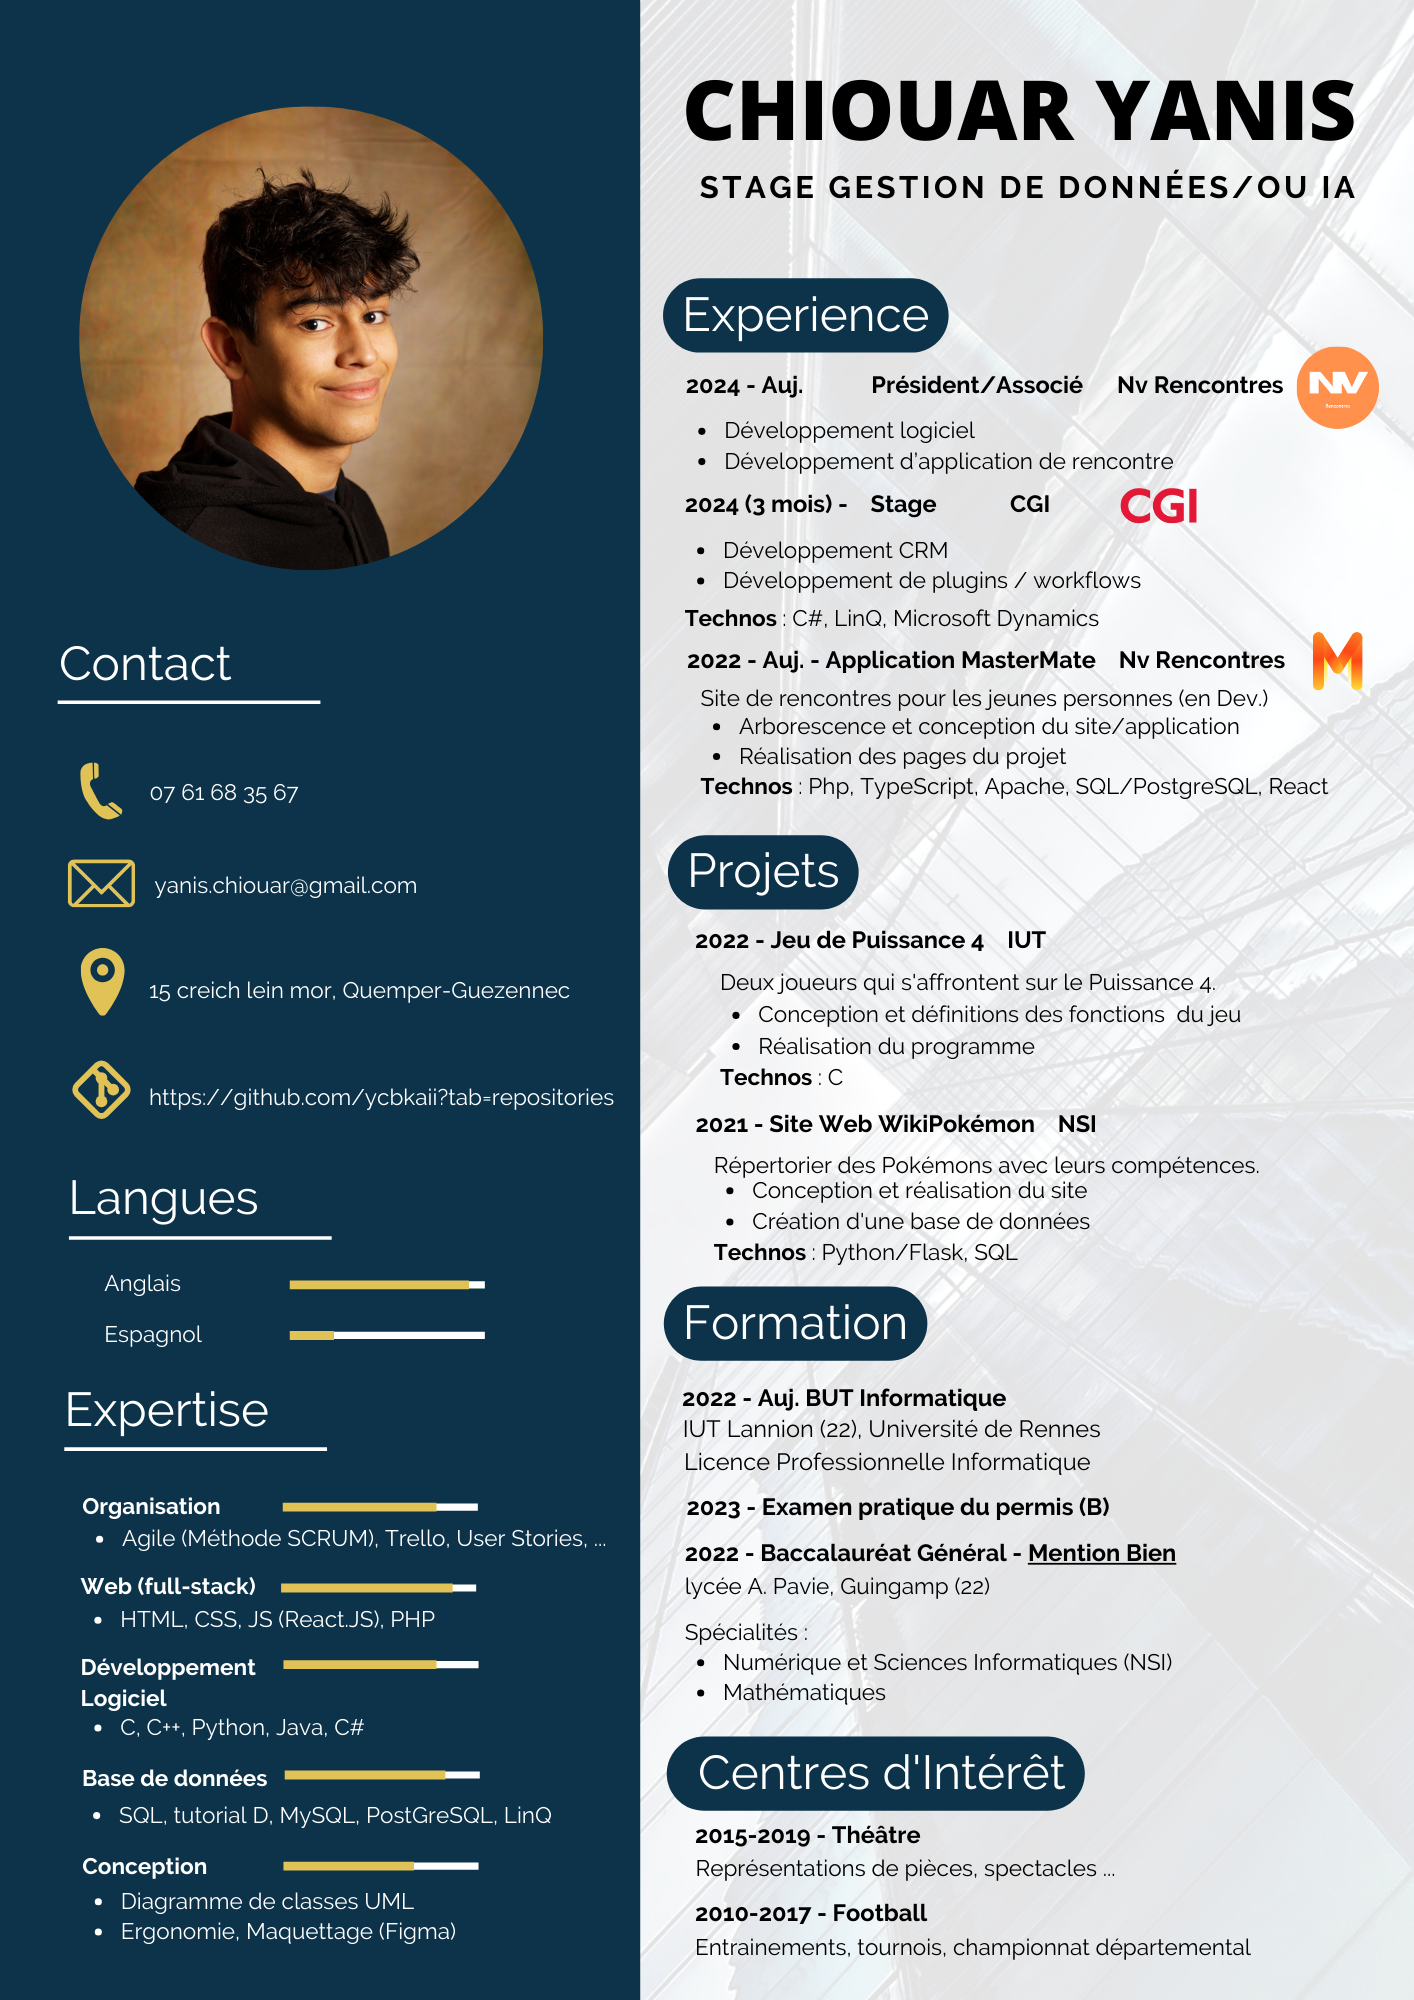 CHIOUAR YANIS
STAGE GESTION DE DONNÉES/OU IA
Contact
07 61 68 35 67
yanis.chiouar@gmail.com
15 creich lein mor, Quemper-Guezennec
https://github.com/ycbkaii?tab=repositories
Langues
Anglais
Espagnol
Expertise
Organisation
• Agile (Méthode SCRUM), Trello, User Stories, ...
Web (full-stack)
• HTML, CSS, JS (React.JS), PHP
Développement
Logiciel
• C, C++, Python, Java, C#
Base de données
• SQL, tutorial D, MySQL, PostGreSQL, LinQ
Conception
• Diagramme de classes UML
• Ergonomie, Maquettage (Figma)
Experience
2024 - Auj. Président/Associé Nv Rencontres NV
Rencontres
• Développement logiciel
• Développement d'application de rencontre
2024 (3 mois) - Stage CGI CGI
• Développement CRM
• Développement de plugins / workflows
Technos : C#, LinQ, Microsoft Dynamics
2022 - Auj. - Application MasterMate Nv Rencontres M
Site de rencontres pour les jeunes personnes (en Dev.)
• Arborescence et conception du site/application
• Réalisation des pages du projet
Technos : Php, TypeScript, Apache, SQL/PostgreSQL, React
Projets
2022 - Jeu de Puissance 4 IUT
Deux joueurs qui s'affrontent sur le Puissance 4.
• Conception et définitions des fonctions du jeu
• Réalisation du programme
Technos : C
2021 - Site Web WikiPokémon NSI
Répertorier des Pokémons avec leurs compétences.
• Conception et réalisation du site
• Création d'une base de données
Technos : Python/Flask, SQL
Formation
2022 - Auj. BUT Informatique
IUT Lannion (22), Université de Rennes
Licence Professionnelle Informatique
2023 - Examen pratique du permis (B)
2022 - Baccalauréat Général - Mention Bien
lycée A. Pavie, Guingamp (22)
Spécialités :
• Numérique et Sciences Informatiques (NSI)
• Mathématiques
Centres d'Intérêt
2015-2019 - Théâtre
Représentations de pièces, spectacles ...
2010-2017 - Football
Entrainements, tournois, championnat départemental